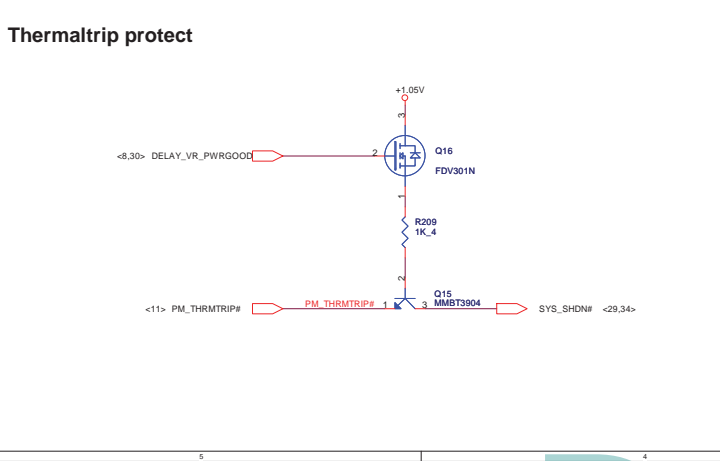 Thermaltrip protect
+1.05V
3
<8,30> DELAY_VR_PWRGOOD
2
Q16
FDV301N
1
R209
1K_4
2
Q15
MMBT3904
<11> PM_THRMTRIP#
PM_THRMTRIP#
1
3
SYS_SHDN# <29,34>
5
4